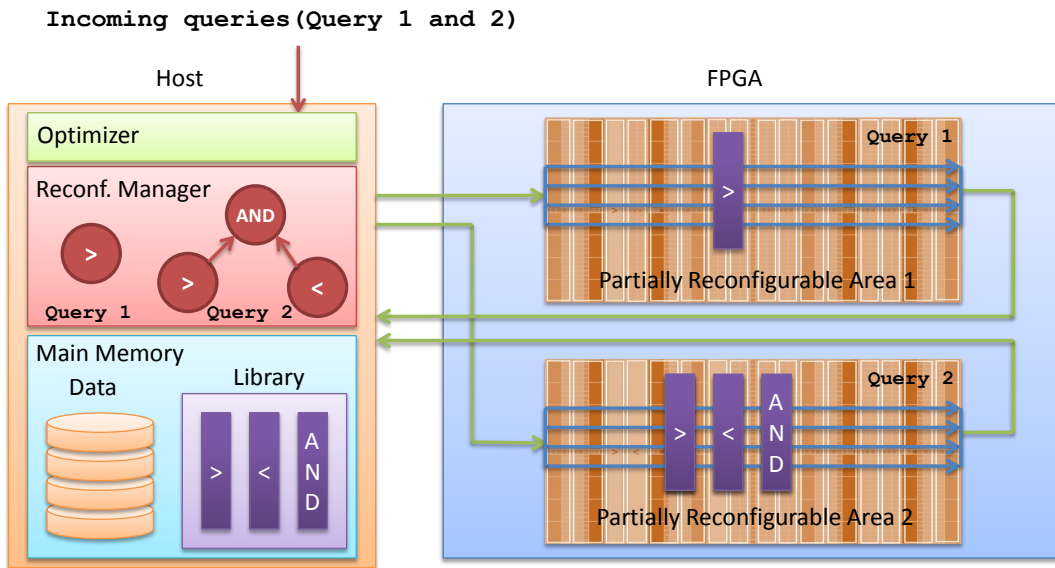 Incoming queries(Query 1 and 2)
Host
FPGA
Optimizer
Reconf. Manager
AND
>
>
<
Query 1
Query 2
Main Memory
Data
Library
>
<
AND
Query 1
>
>
Partially Reconfigurable Area 1
Query 2
>
<
AND
> <
Partially Reconfigurable Area 2